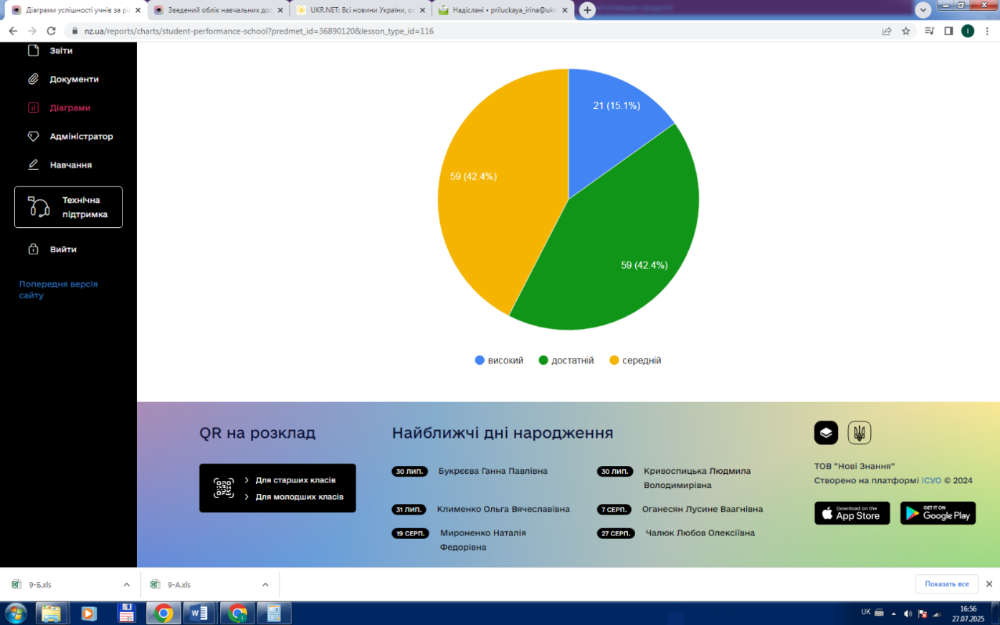 Діаграми успішності учнів за рі
Зведений облік навчальних дос
UKR.NET: Всі новини України, о
Надіслані • priluckaya_irina@ukr.
nz.ua/reports/charts/student-performance-school?predmet_id=36890120&lesson_type_id=116
I
Звіти
Документи
Діаграми
Адміністратор
Навчання
Технічна
підтримка
Вийти
Попередня версія
сайту
21 (15.1%)
59 (42.4%)
59 (42.4%)
високий достатній середній
QR на розклад
Для старших класів
Для молодших класів
Найближчі дні народження
30 ЛИП. Букрєєва Ганна Павлівна
30 ЛИП. Кривоспицька Людмила
Володимирівна
31 ЛИП. Клименко Ольга Вячеславівна
7 СЕРП. Оганесян Лусине Ваагнівна
19 СЕРП. Мироненко Наталія
Федорівна
27 СЕРП. Чалюк Любов Олексіївна
ТОВ "Нові Знання"
Створено на платформі ІСУО © 2024
Download on the
App Store
GET IT ON
Google Play
9-Б.xls
9-А.xls
Показать все
UK
16:56
27.07.2025